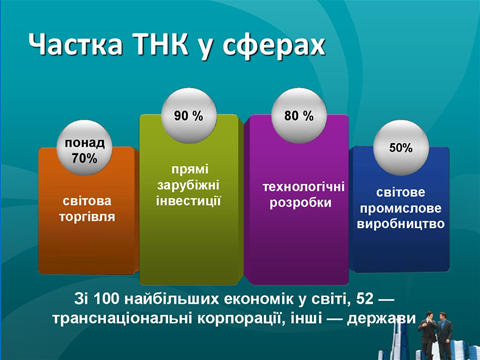 Частка ТНК у сферах
понад
70%
світова
торгівля
90 %
прямі
зарубіжні
інвестиції
80 %
технологічні
розробки
50%
світове
промислове
виробництво
Зі 100 найбільших економік у світі, 52 —
транснаціональні корпорації, інші — держави